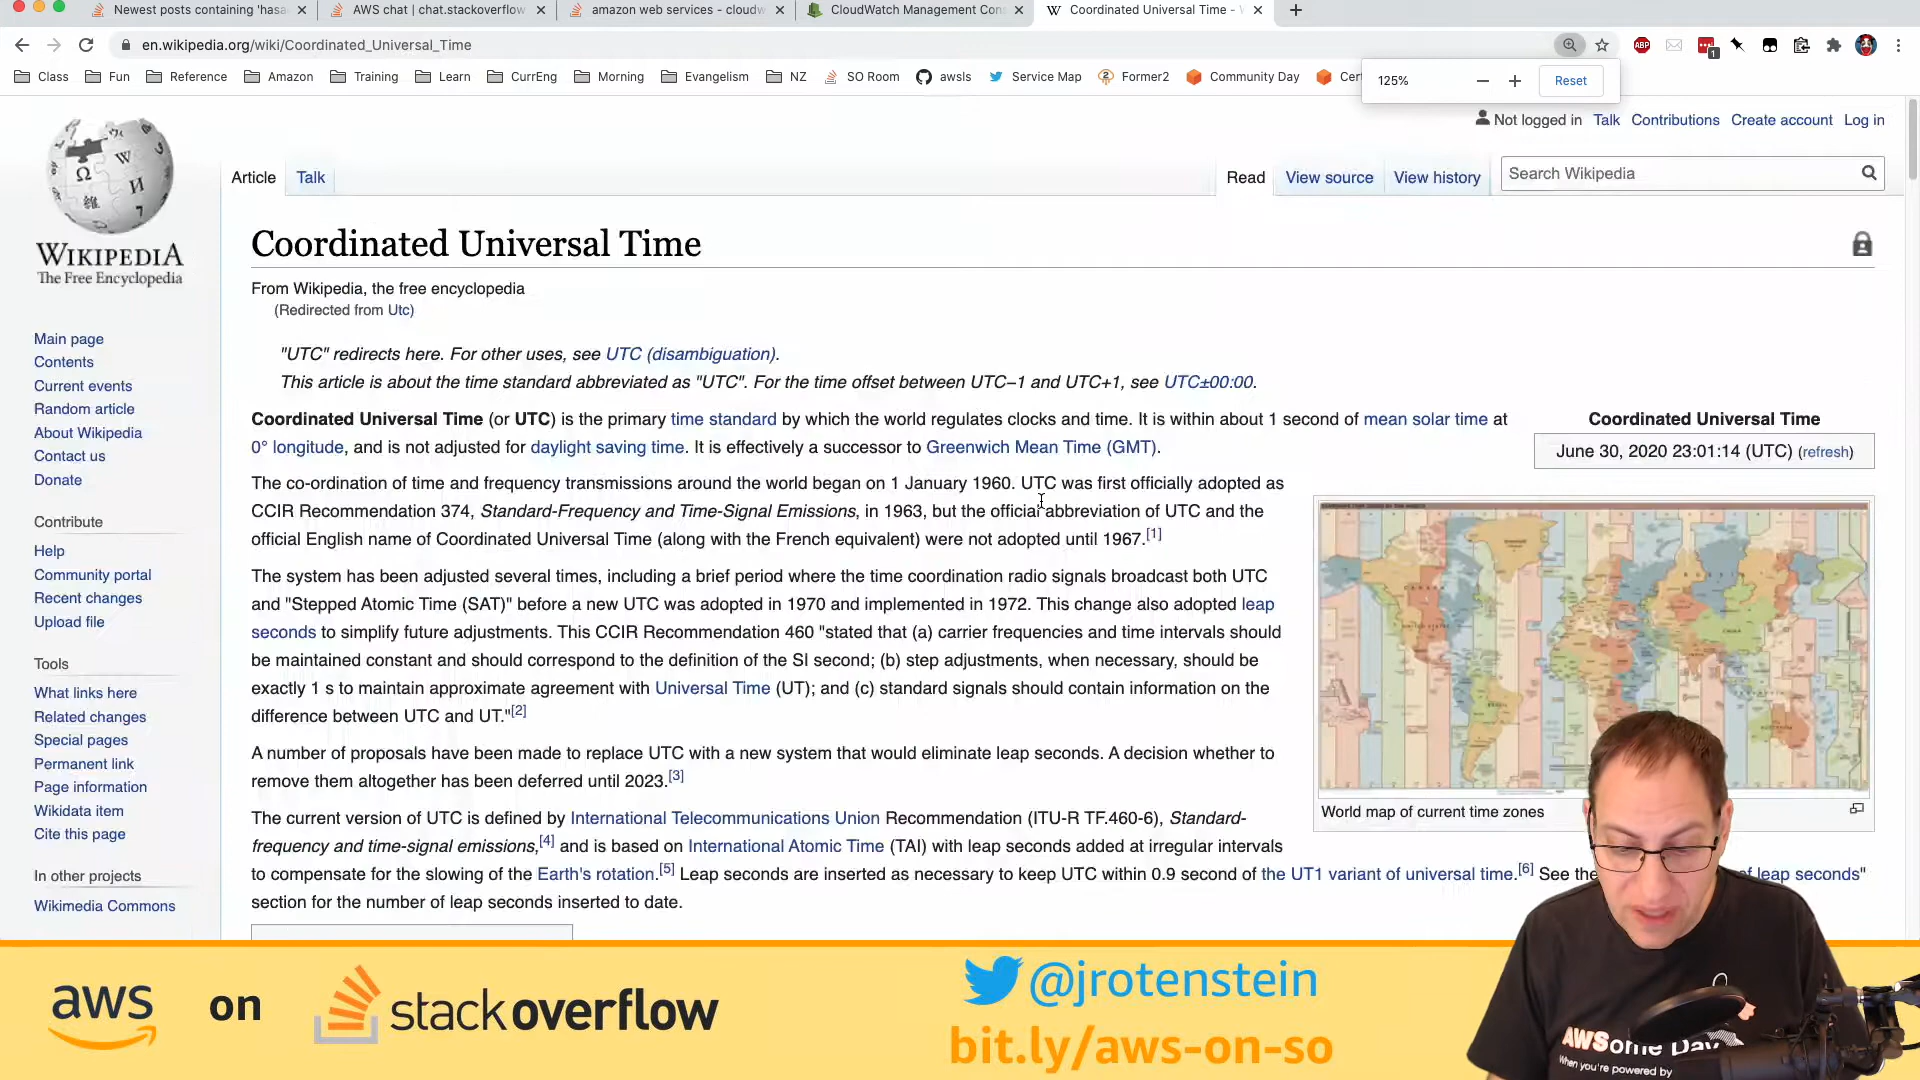 Newest posts containing 'hasa
AWS chat | chat.stackoverflow
amazon web services - cloudw
CloudWatch Management Con
Coordinated Universal Time -
en.wikipedia.org/wiki/Coordinated_Universal_Time
Class
Fun
Reference
Amazon
Training
Learn
CurrEng
Morning
Evangelism
NZ
SO Room
awsls
Service Map
Former2
Community Day
Cer
125%
Reset
ABP
1
Not logged in
Talk
Contributions
Create account
Log in
Article
Talk
Read
View source
View history
Search Wikipedia
WIKIPEDIA
The Free Encyclopedia
Main page
Contents
Current events
Random article
About Wikipedia
Contact us
Donate
Contribute
Help
Community portal
Recent changes
Upload file
Tools
What links here
Related changes
Special pages
Permanent link
Page information
Wikidata item
Cite this page
In other projects
Wikimedia Commons
Coordinated Universal Time
From Wikipedia, the free encyclopedia
(Redirected from Utc)
"UTC" redirects here. For other uses, see UTC (disambiguation).
This article is about the time standard abbreviated as "UTC". For the time offset between UTC−1 and UTC+1, see UTC±00:00.
Coordinated Universal Time (or UTC) is the primary time standard by which the world regulates clocks and time. It is within about 1 second of mean solar time at
0° longitude, and is not adjusted for daylight saving time. It is effectively a successor to Greenwich Mean Time (GMT).
The co-ordination of time and frequency transmissions around the world began on 1 January 1960. UTC was first officially adopted as
CCIR Recommendation 374, Standard-Frequency and Time-Signal Emissions, in 1963, but the official abbreviation of UTC and the
official English name of Coordinated Universal Time (along with the French equivalent) were not adopted until 1967.[1]
The system has been adjusted several times, including a brief period where the time coordination radio signals broadcast both UTC
and "Stepped Atomic Time (SAT)" before a new UTC was adopted in 1970 and implemented in 1972. This change also adopted leap
seconds to simplify future adjustments. This CCIR Recommendation 460 "stated that (a) carrier frequencies and time intervals should
be maintained constant and should correspond to the definition of the SI second; (b) step adjustments, when necessary, should be
exactly 1 s to maintain approximate agreement with Universal Time (UT); and (c) standard signals should contain information on the
difference between UTC and UT."[2]
A number of proposals have been made to replace UTC with a new system that would eliminate leap seconds. A decision whether to
remove them altogether has been deferred until 2023.[3]
The current version of UTC is defined by International Telecommunications Union Recommendation (ITU-R TF.460-6), Standard-
frequency and time-signal emissions,[4] and is based on International Atomic Time (TAI) with leap seconds added at irregular intervals
to compensate for the slowing of the Earth's rotation.[5] Leap seconds are inserted as necessary to keep UTC within 0.9 second of the UT1 variant of universal time.[6] See the of leap seconds"
section for the number of leap seconds inserted to date.
Coordinated Universal Time
June 30, 2020 23:01:14 (UTC) (refresh)
World map of current time zones
aws on stackoverflow
@jrotenstein
bit.ly/aws-on-so
AWSome Day
When you're powered by